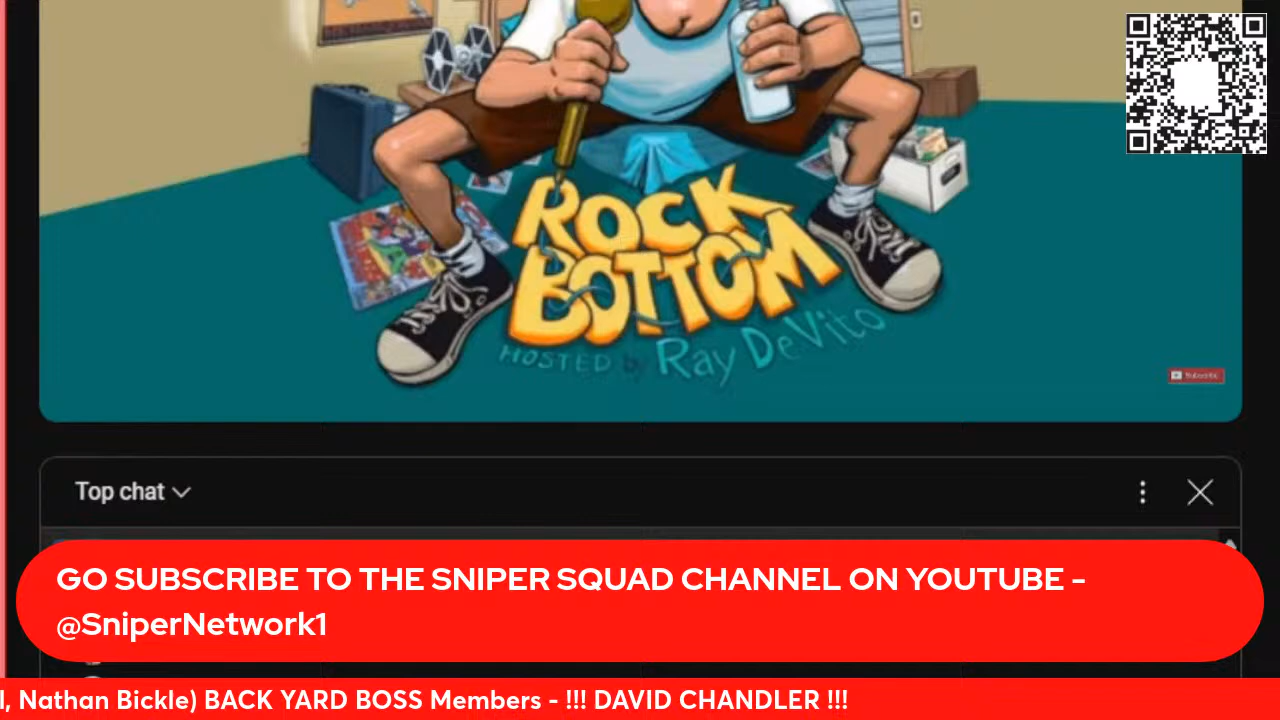 ROCK
BOTTOM
HOSTED by Ray DeVito
Subscribe
Top chat
GO SUBSCRIBE TO THE SNIPER SQUAD CHANNEL ON YOUTUBE -
@SniperNetwork1
l, Nathan Bickle) BACK YARD BOSS Members - !!! DAVID CHANDLER !!!